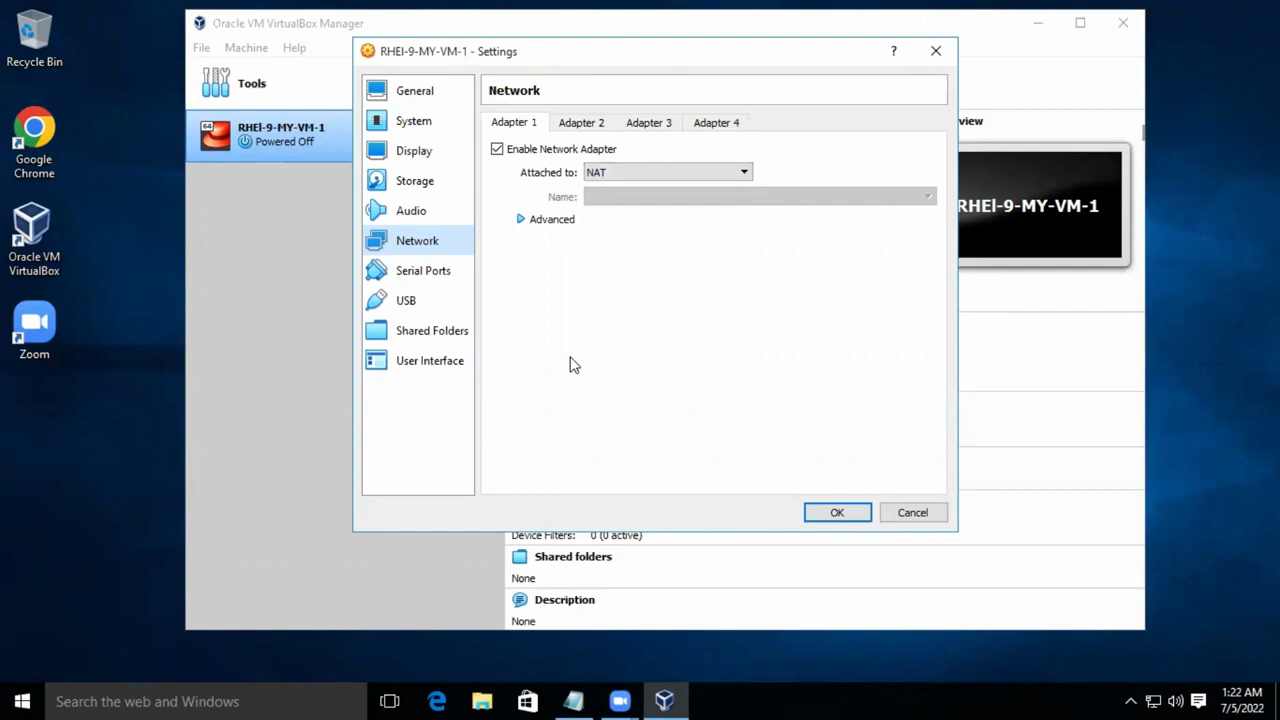 Recycle Bin
Google
Chrome
Oracle VM
VirtualBox
Zoom
Oracle VM VirtualBox Manager
File Machine Help
Tools
64
RHEl-9-MY-VM-1
Powered Off
RHEl-9-MY-VM-1 - Settings
?
General
System
Display
Storage
Audio
Network
Serial Ports
USB
Shared Folders
User Interface
Network
Adapter 1 Adapter 2 Adapter 3 Adapter 4
Enable Network Adapter
Attached to: NAT
Name:
Advanced
OK Cancel
view
RHEl-9-MY-VM-1
Device Filters: 0 (0 active)
Shared folders
None
Description
None
Search the web and Windows
1:22 AM
7/5/2022